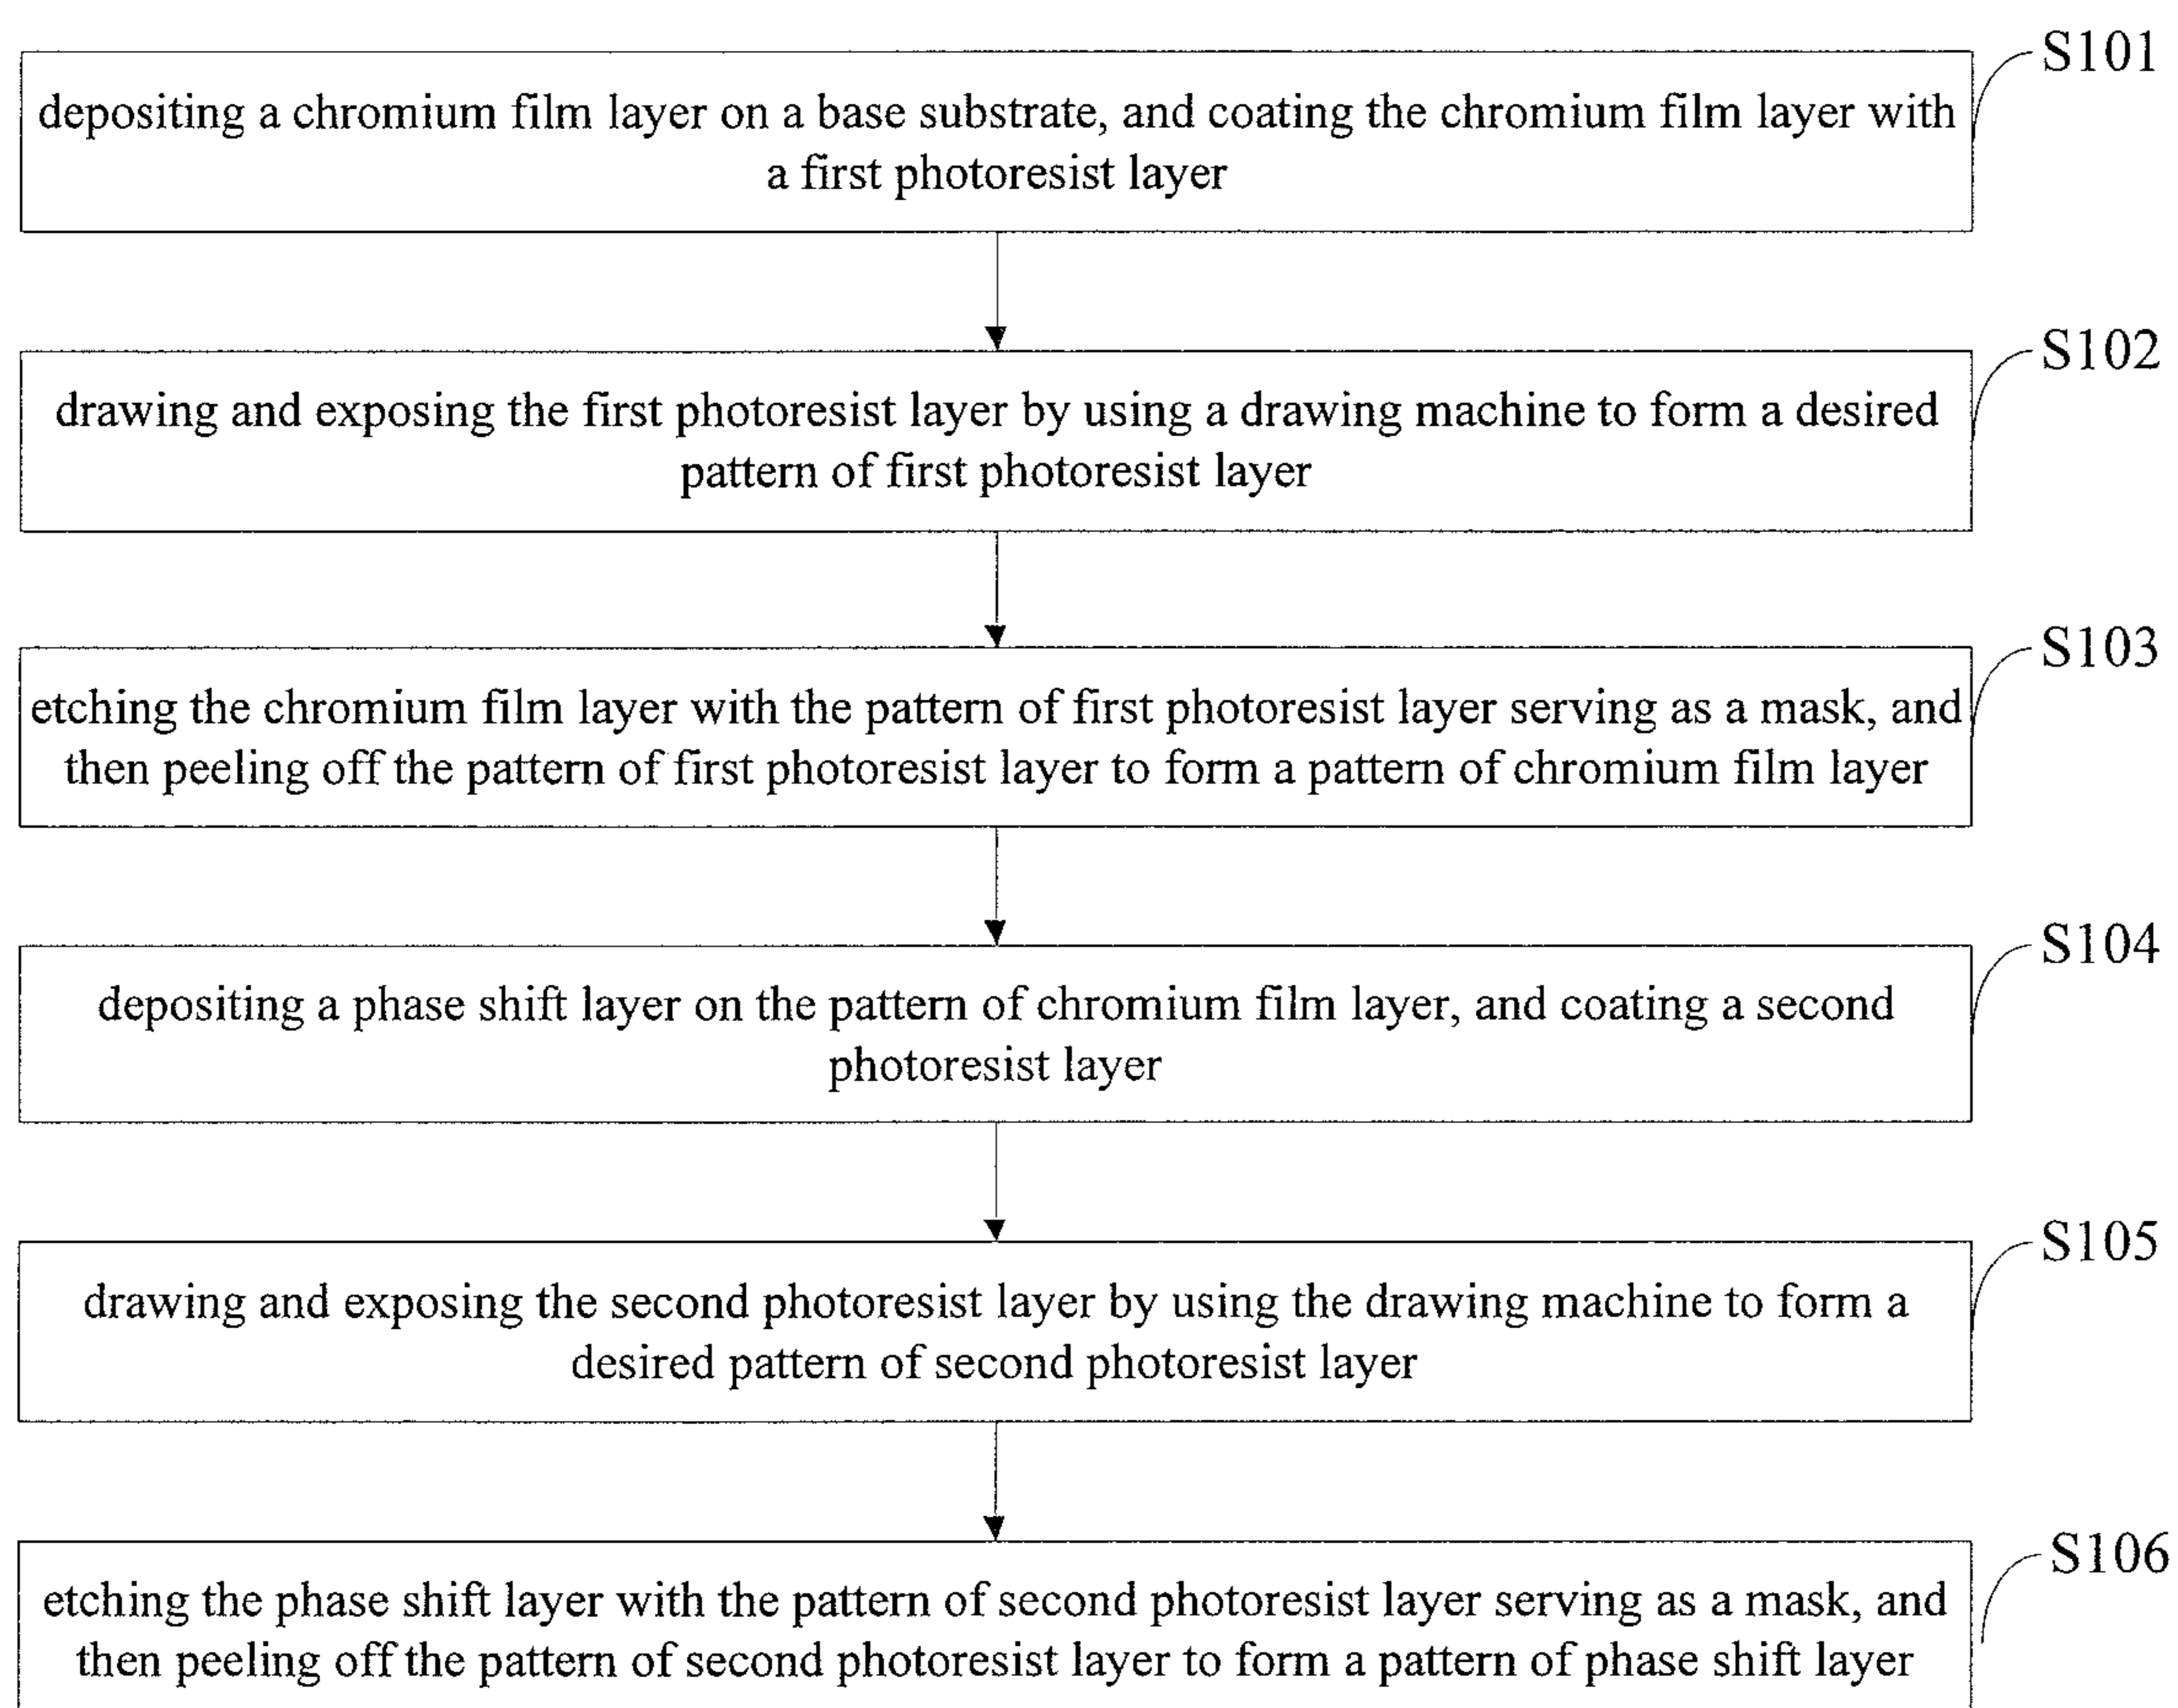 S101
depositing a chromium film layer on a base substrate, and coating the chromium film layer with
a first photoresist layer
S102
drawing and exposing the first photoresist layer by using a drawing machine to form a desired
pattern of first photoresist layer
S103
etching the chromium film layer with the pattern of first photoresist layer serving as a mask, and
then peeling off the pattern of first photoresist layer to form a pattern of chromium film layer
S104
depositing a phase shift layer on the pattern of chromium film layer, and coating a second
photoresist layer
S105
drawing and exposing the second photoresist layer by using the drawing machine to form a
desired pattern of second photoresist layer
S106
etching the phase shift layer with the pattern of second photoresist layer serving as a mask, and
then peeling off the pattern of second photoresist layer to form a pattern of phase shift layer